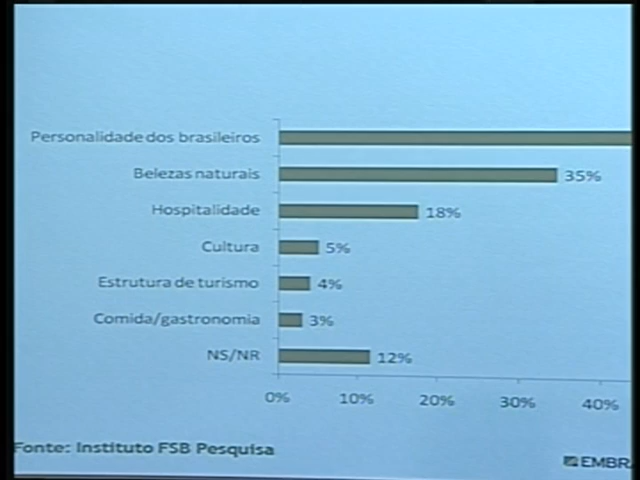 Personalidade dos brasileiros
Belezas naturais 35%
Hospitalidade 18%
Cultura 5%
Estrutura de turismo 4%
Comida/gastronomia 3%
NS/NR 12%
0% 10% 20% 30% 40%
Fonte: Instituto FSB Pesquisa
EMBR